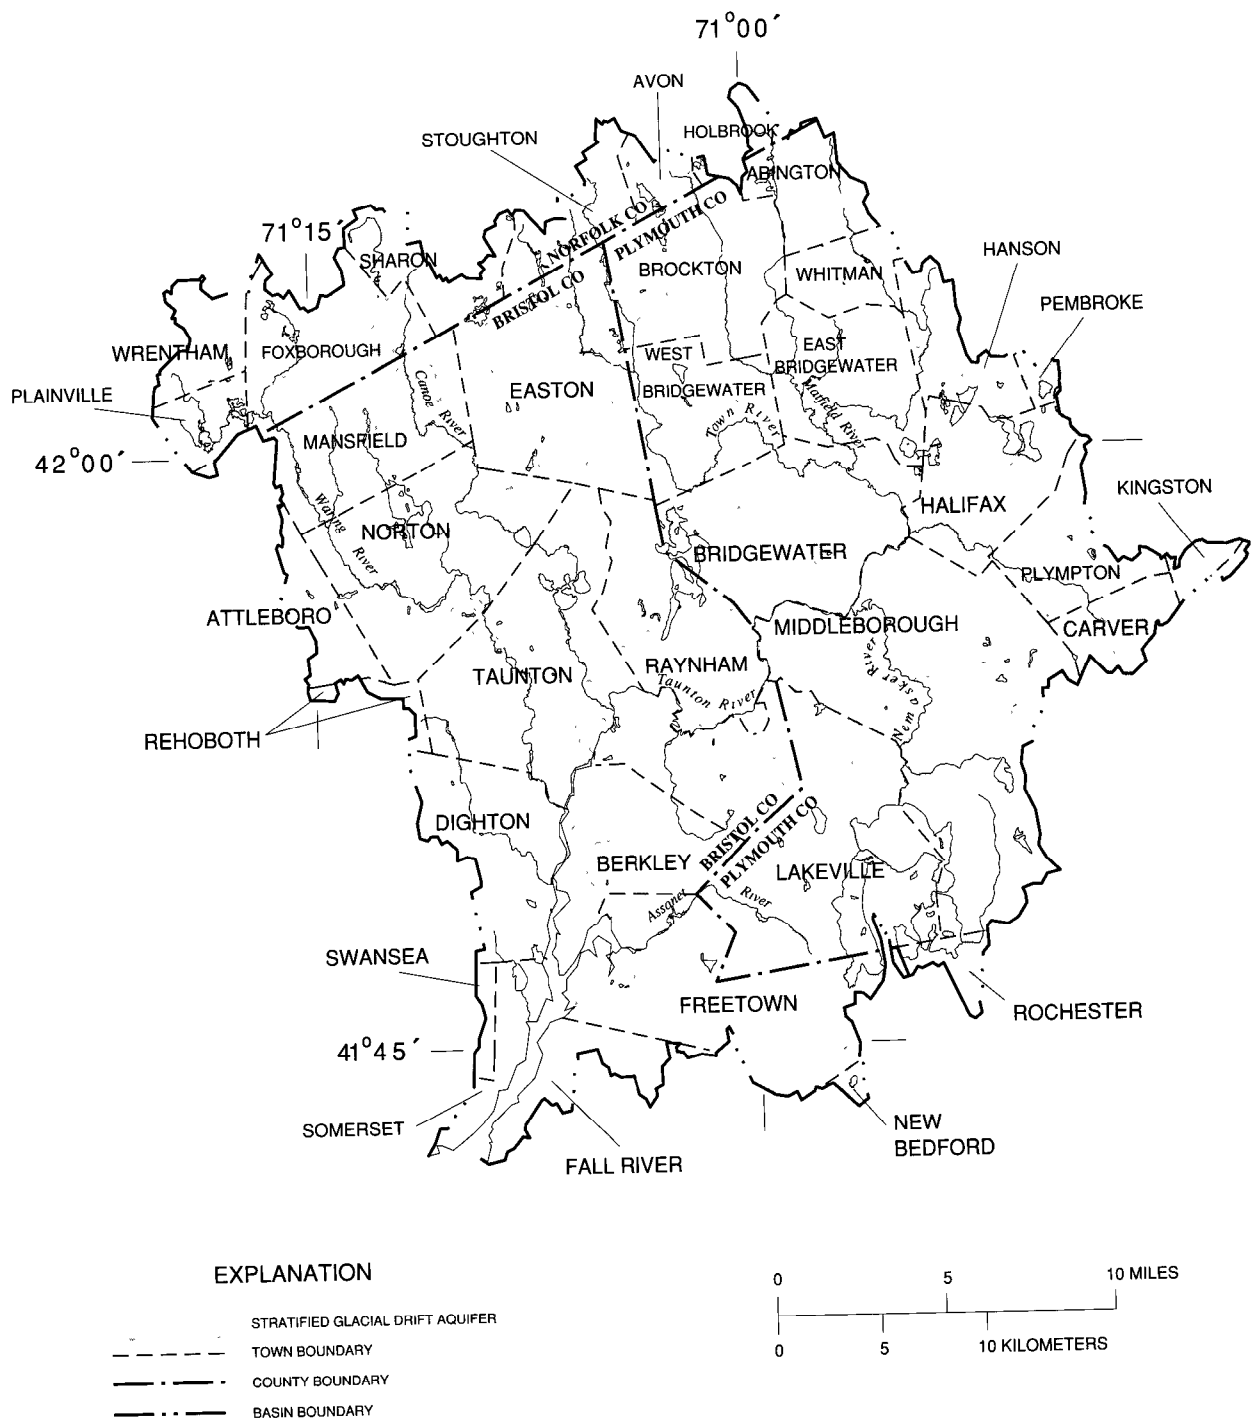 71°00´
AVON
HOLBROOK
STOUGHTON
ABINGTON
71°15´
NORFOLK CO
PLYMOUTH CO
SHARON
BROCKTON
WHITMAN
HANSON
BRISTOL CO
PEMBROKE
WRENTHAM
FOXBOROUGH
WEST
BRIDGEWATER
EAST
BRIDGEWATER
PLAINVILLE
EASTON
Canoe River
Town River
Matfield River
MANSFIELD
42°00´
KINGSTON
HALIFAX
Wading River
NORTON
BRIDGEWATER
PLYMPTON
ATTLEBORO
MIDDLEBOROUGH
CARVER
TAUNTON
RAYNHAM
Taunton River
Nemasket River
REHOBOTH
DIGHTON
BRISTOL CO
PLYMOUTH CO
BERKLEY
LAKEVILLE
Assonet River
SWANSEA
FREETOWN
ROCHESTER
41°45´
SOMERSET
NEW
BEDFORD
FALL RIVER
EXPLANATION
STRATIFIED GLACIAL DRIFT AQUIFER
TOWN BOUNDARY
COUNTY BOUNDARY
BASIN BOUNDARY
0 5 10 MILES
0 5 10 KILOMETERS